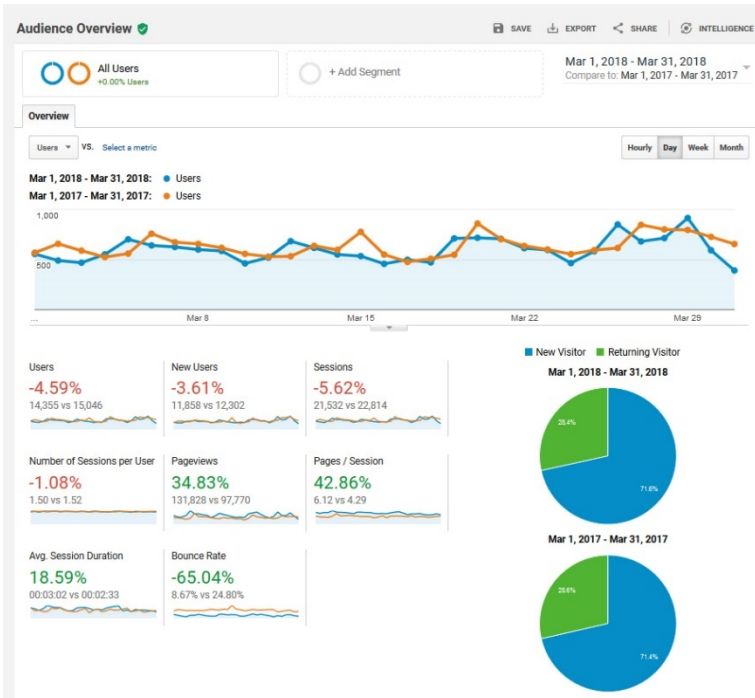 Audience Overview
SAVE EXPORT SHARE INTELLIGENCE
All Users
+0.00% Users
+ Add Segment
Mar 1, 2018 - Mar 31, 2018
Compare to: Mar 1, 2017 - Mar 31, 2017
Overview
Users VS. Select a metric
Hourly Day Week Month
Mar 1, 2018 - Mar 31, 2018: Users
Mar 1, 2017 - Mar 31, 2017: Users
1,000
500
... Mar 8 Mar 15 Mar 22 Mar 29
Users
-4.59%
14,355 vs 15,046
New Users
-3.61%
11,858 vs 12,302
Sessions
-5.62%
21,532 vs 22,814
Number of Sessions per User
-1.08%
1.50 vs 1.52
Pageviews
34.83%
131,828 vs 97,770
Pages / Session
42.86%
6.12 vs 4.29
Avg. Session Duration
18.59%
00:03:02 vs 00:02:33
Bounce Rate
-65.04%
8.67% vs 24.80%
New Visitor Returning Visitor
Mar 1, 2018 - Mar 31, 2018
28.4%
71.6%
Mar 1, 2017 - Mar 31, 2017
28.6%
71.4%